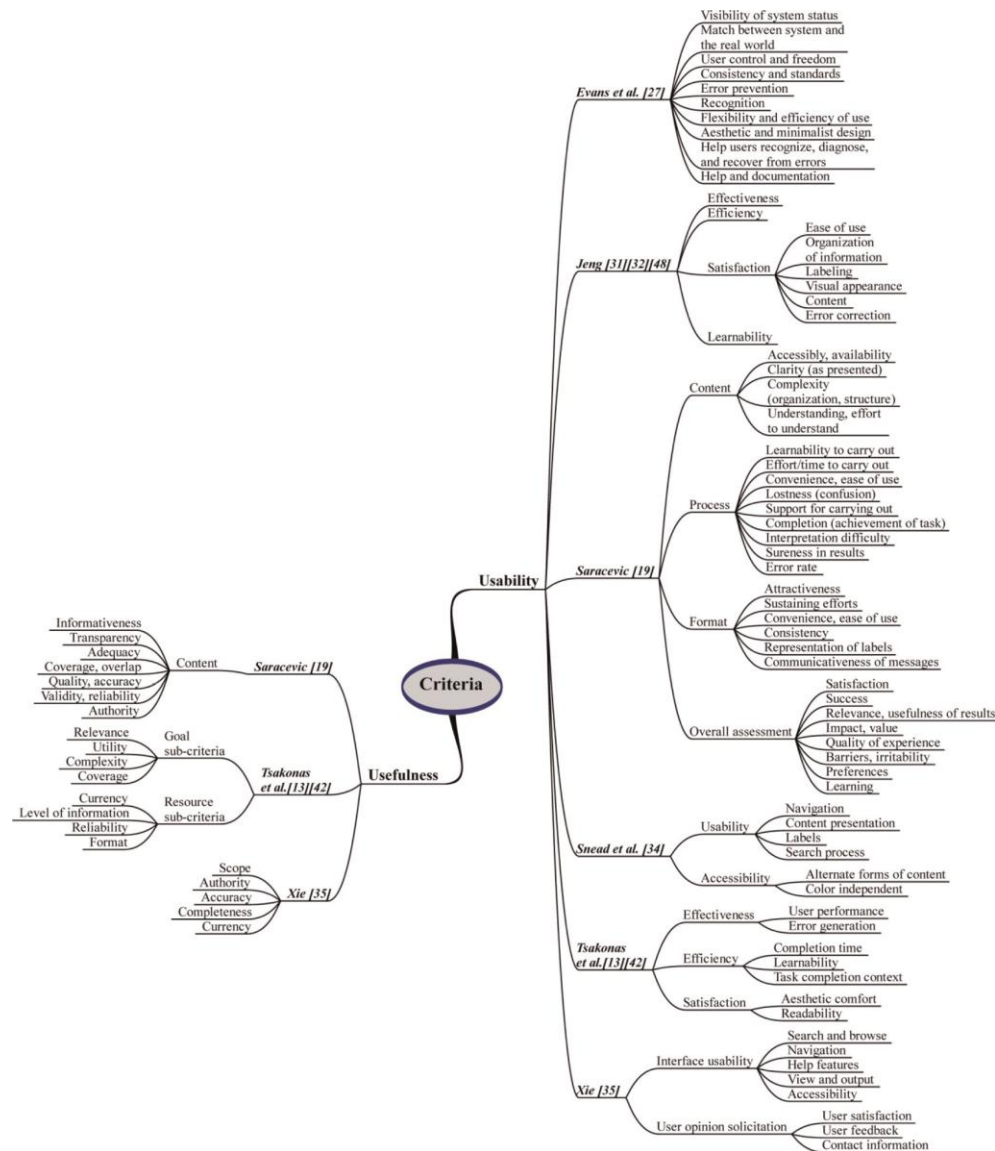 Criteria
Usability
Evans et al. [27]
Visibility of system status
Match between system and
the real world
User control and freedom
Consistency and standards
Error prevention
Recognition
Flexibility and efficiency of use
Aesthetic and minimalist design
Help users recognize, diagnose,
and recover from errors
Help and documentation
Jeng [31][32][48]
Effectiveness
Efficiency
Satisfaction
Ease of use
Organization
of information
Labeling
Visual appearance
Content
Error correction
Learnability
Saracevic [19]
Content
Accessibly, availability
Clarity (as presented)
Complexity
(organization, structure)
Understanding, effort
to understand
Process
Learnability to carry out
Effort/time to carry out
Convenience, ease of use
Lostness (confusion)
Support for carrying out
Completion (achievement of task)
Interpretation difficulty
Sureness in results
Error rate
Format
Attractiveness
Sustaining efforts
Convenience, ease of use
Consistency
Representation of labels
Communicativeness of messages
Overall assessment
Satisfaction
Success
Relevance, usefulness of results
Impact, value
Quality of experience
Barriers, irritability
Preferences
Learning
Snead et al. [34]
Usability
Navigation
Content presentation
Labels
Search process
Accessibility
Alternate forms of content
Color independent
Tsakonas
et al.[13][42]
Effectiveness
User performance
Error generation
Efficiency
Completion time
Learnability
Task completion context
Satisfaction
Aesthetic comfort
Readability
Xie [35]
Interface usability
Search and browse
Navigation
Help features
View and output
Accessibility
User opinion solicitation
User satisfaction
User feedback
Contact information
Usefulness
Saracevic [19]
Content
Informativeness
Transparency
Adequacy
Coverage, overlap
Quality, accuracy
Validity, reliability
Authority
Tsakonas
et al.[13][42]
Goal
sub-criteria
Relevance
Utility
Complexity
Coverage
Resource
sub-criteria
Currency
Level of information
Reliability
Format
Xie [35]
Scope
Authority
Accuracy
Completeness
Currency